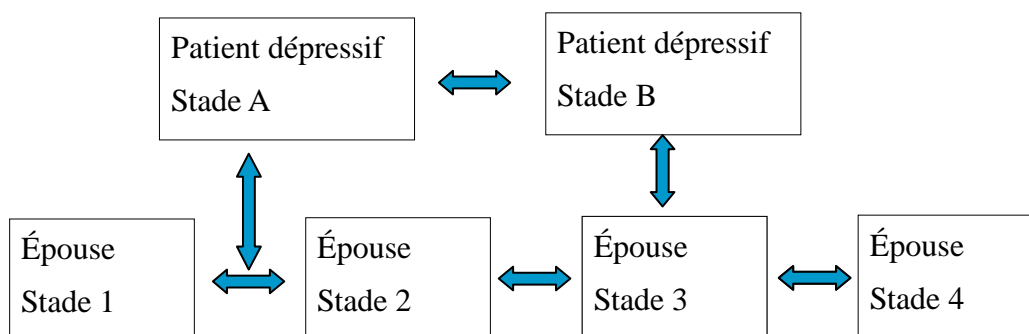 Patient dépressif
Stade A
Patient dépressif
Stade B
Épouse
Stade 1
Épouse
Stade 2
Épouse
Stade 3
Épouse
Stade 4